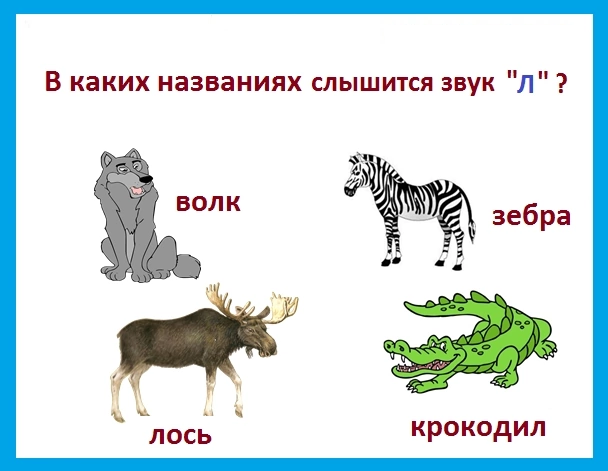 В каких названиях слышится звук "Л" ?
волк
зебра
лось
крокодил